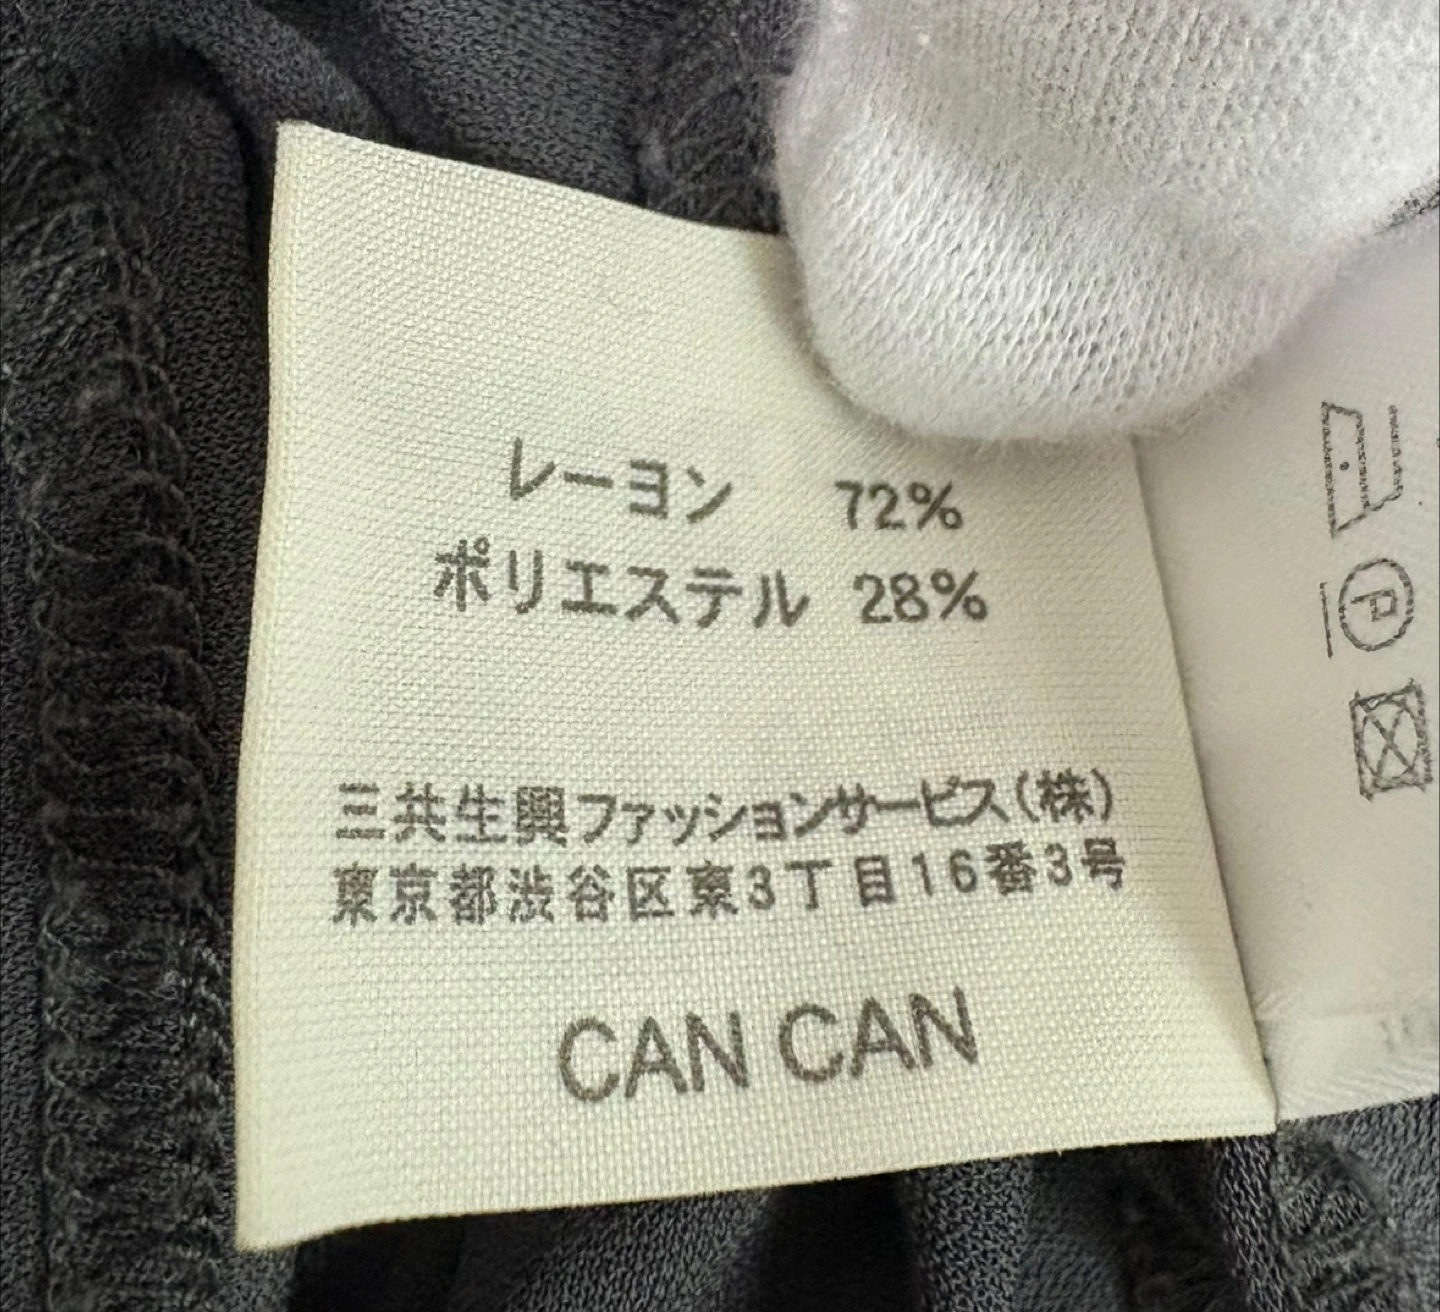 レーヨン 72%
ポリエステル 28%
三共生興ファッションサービス(株)
東京都渋谷区東3丁目16番3号
CAN CAN
P